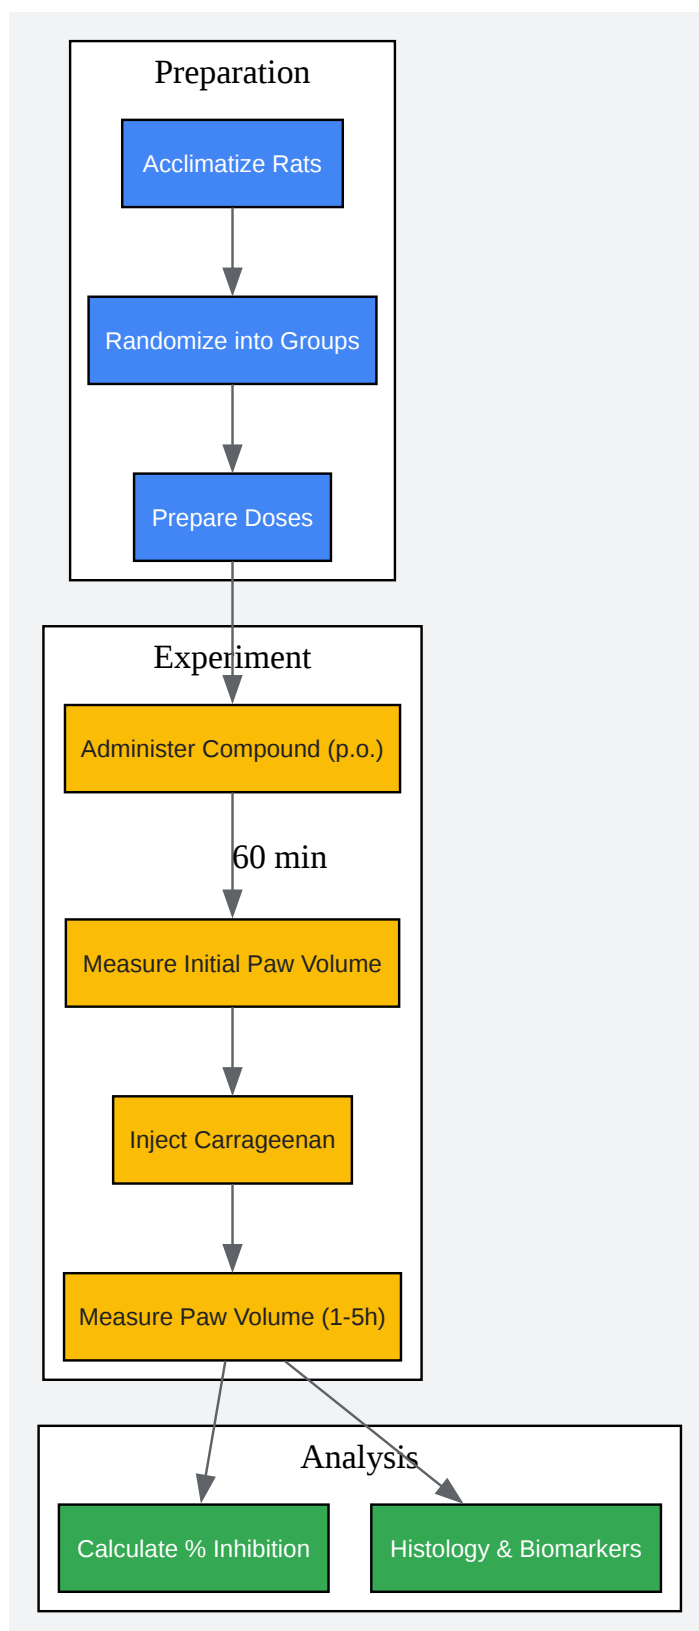 Preparation
Acclimatize Rats
Randomize into Groups
Prepare Doses
Experiment
Administer Compound (p.o.)
60 min
Measure Initial Paw Volume
Inject Carrageenan
Measure Paw Volume (1-5h)
Analysis
Calculate % Inhibition
Histology & Biomarkers